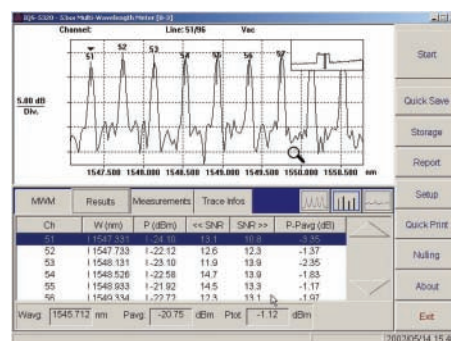 IQS-5320 - 53xx Multi-Wavelength Meter [B-3]
Channel: Line: 51/96 Vac
51 52 53 54 55 56 57
5.00 dB
Div.
1547.500 1548.000 1548.500 1549.000 1549.500 1550.000 1550.500 nm
MWM Results Measurements Trace Infos
Ch W (nm) P (dBm) << SNR SNR >> P-Pavg (dB)
51 I 1547.331 I -24.10 13.1 10.8 -3.35
52 I 1547.733 I -22.12 12.6 12.3 -1.37
53 I 1548.131 I -23.10 11.9 13.9 -2.35
54 I 1548.526 I -22.58 14.7 13.9 -1.83
55 I 1548.933 I -21.92 14.5 13.3 -1.17
56 I 1549.334 I -22.72 12.3 13.1 -1.97
Wavg: 1545.712 nm Pavg: -20.75 dBm Ptot: -1.12 dBm
Start
Quick Save
Storage
Report
Setup
Quick Print
Nulling
About
Exit
2002/05/14 15:4